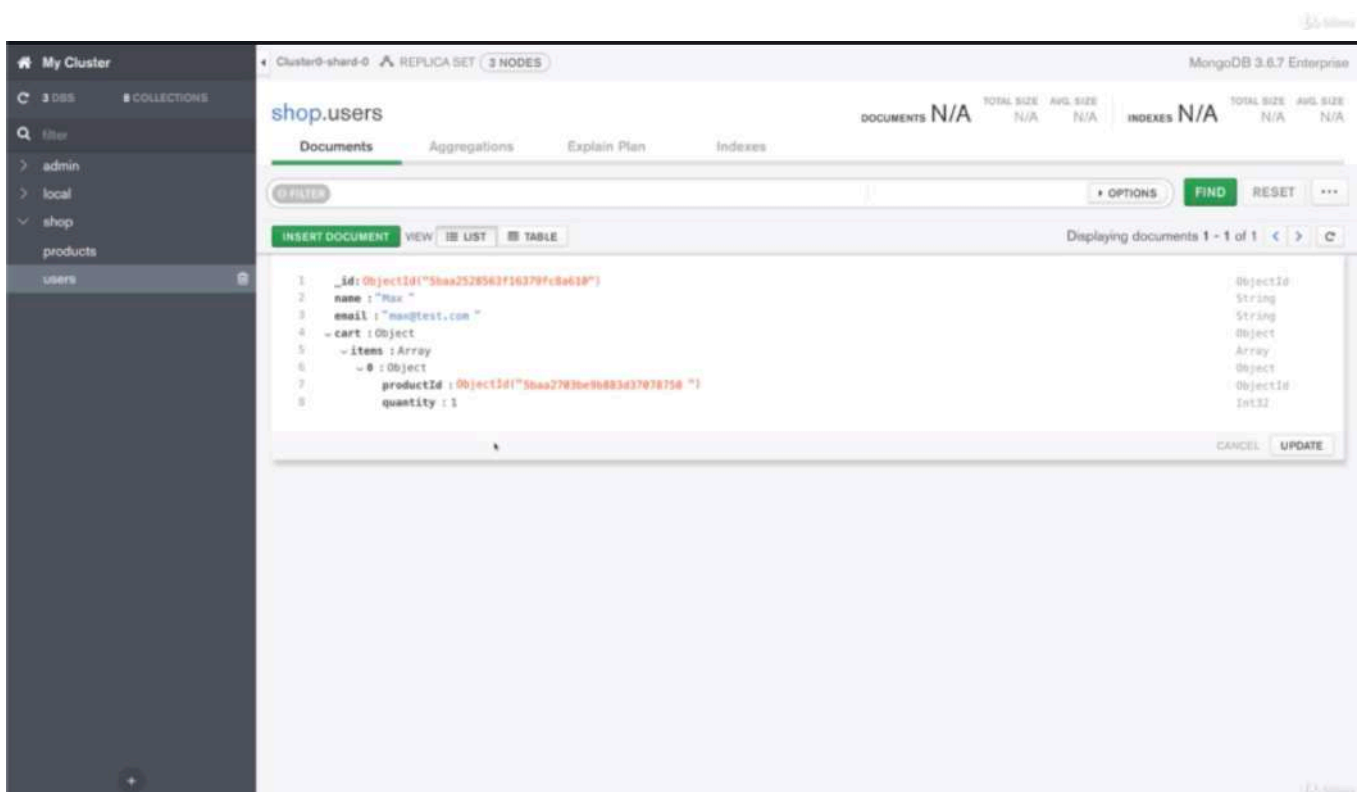 My Cluster
Cluster0-shard-0 REPLICA SET 3 NODES
MongoDB 3.6.7 Enterprise
3 DBS 8 COLLECTIONS
filter
admin
local
shop
products
users
shop.users
DOCUMENTS N/A TOTAL SIZE N/A AVG. SIZE N/A INDEXES N/A TOTAL SIZE N/A AVG. SIZE N/A
Documents Aggregations Explain Plan Indexes
FILTER OPTIONS FIND RESET ...
INSERT DOCUMENT VIEW LIST TABLE Displaying documents 1 - 1 of 1
1 _id: ObjectId("5baa2528563f16379fc8a610") ObjectId
2 name : "Max " String
3 email : "max@test.com " String
4 cart : Object Object
5 items : Array Array
6 0 : Object Object
7 productId : ObjectId("5baa2703be9b883d37078750 ") ObjectId
8 quantity : 1 Int32
CANCEL UPDATE